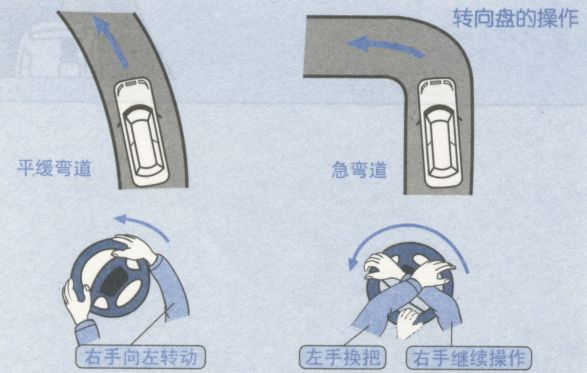 转向盘的操作
平缓弯道
急弯道
右手向左转动
左手换把
右手继续操作